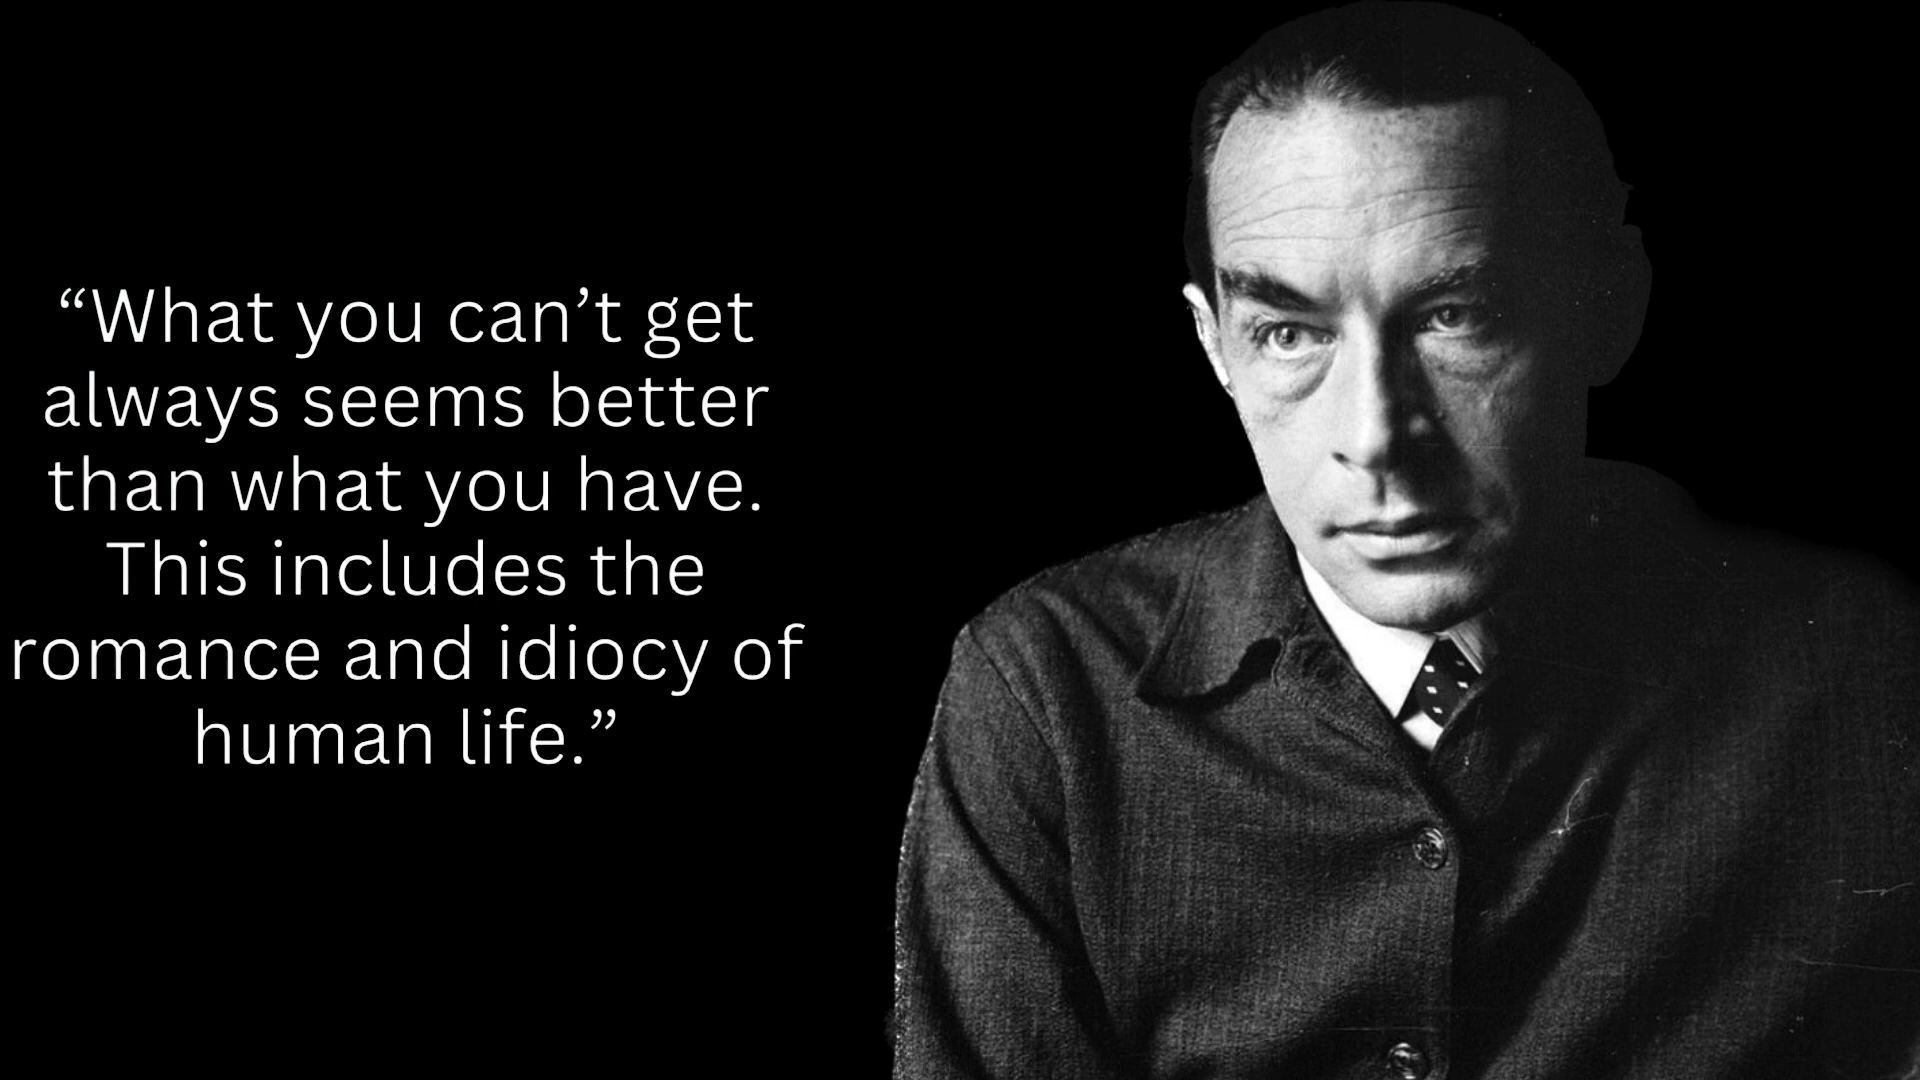 “What you can’t get
always seems better
than what you have.
This includes the
romance and idiocy of
human life.”